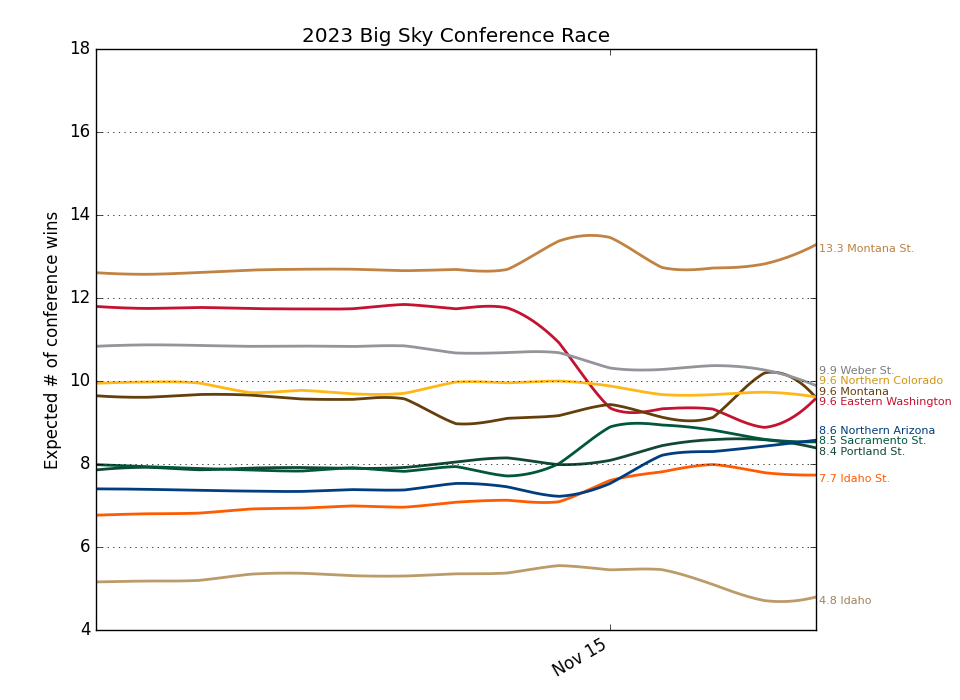 2023 Big Sky Conference Race
Expected # of conference wins
18
16
14
12
10
8
6
4
Nov 15
13.3 Montana St.
9.9 Weber St.
9.6 Northern Colorado
9.6 Montana
9.6 Eastern Washington
8.6 Northern Arizona
8.5 Sacramento St.
8.4 Portland St.
7.7 Idaho St.
4.8 Idaho